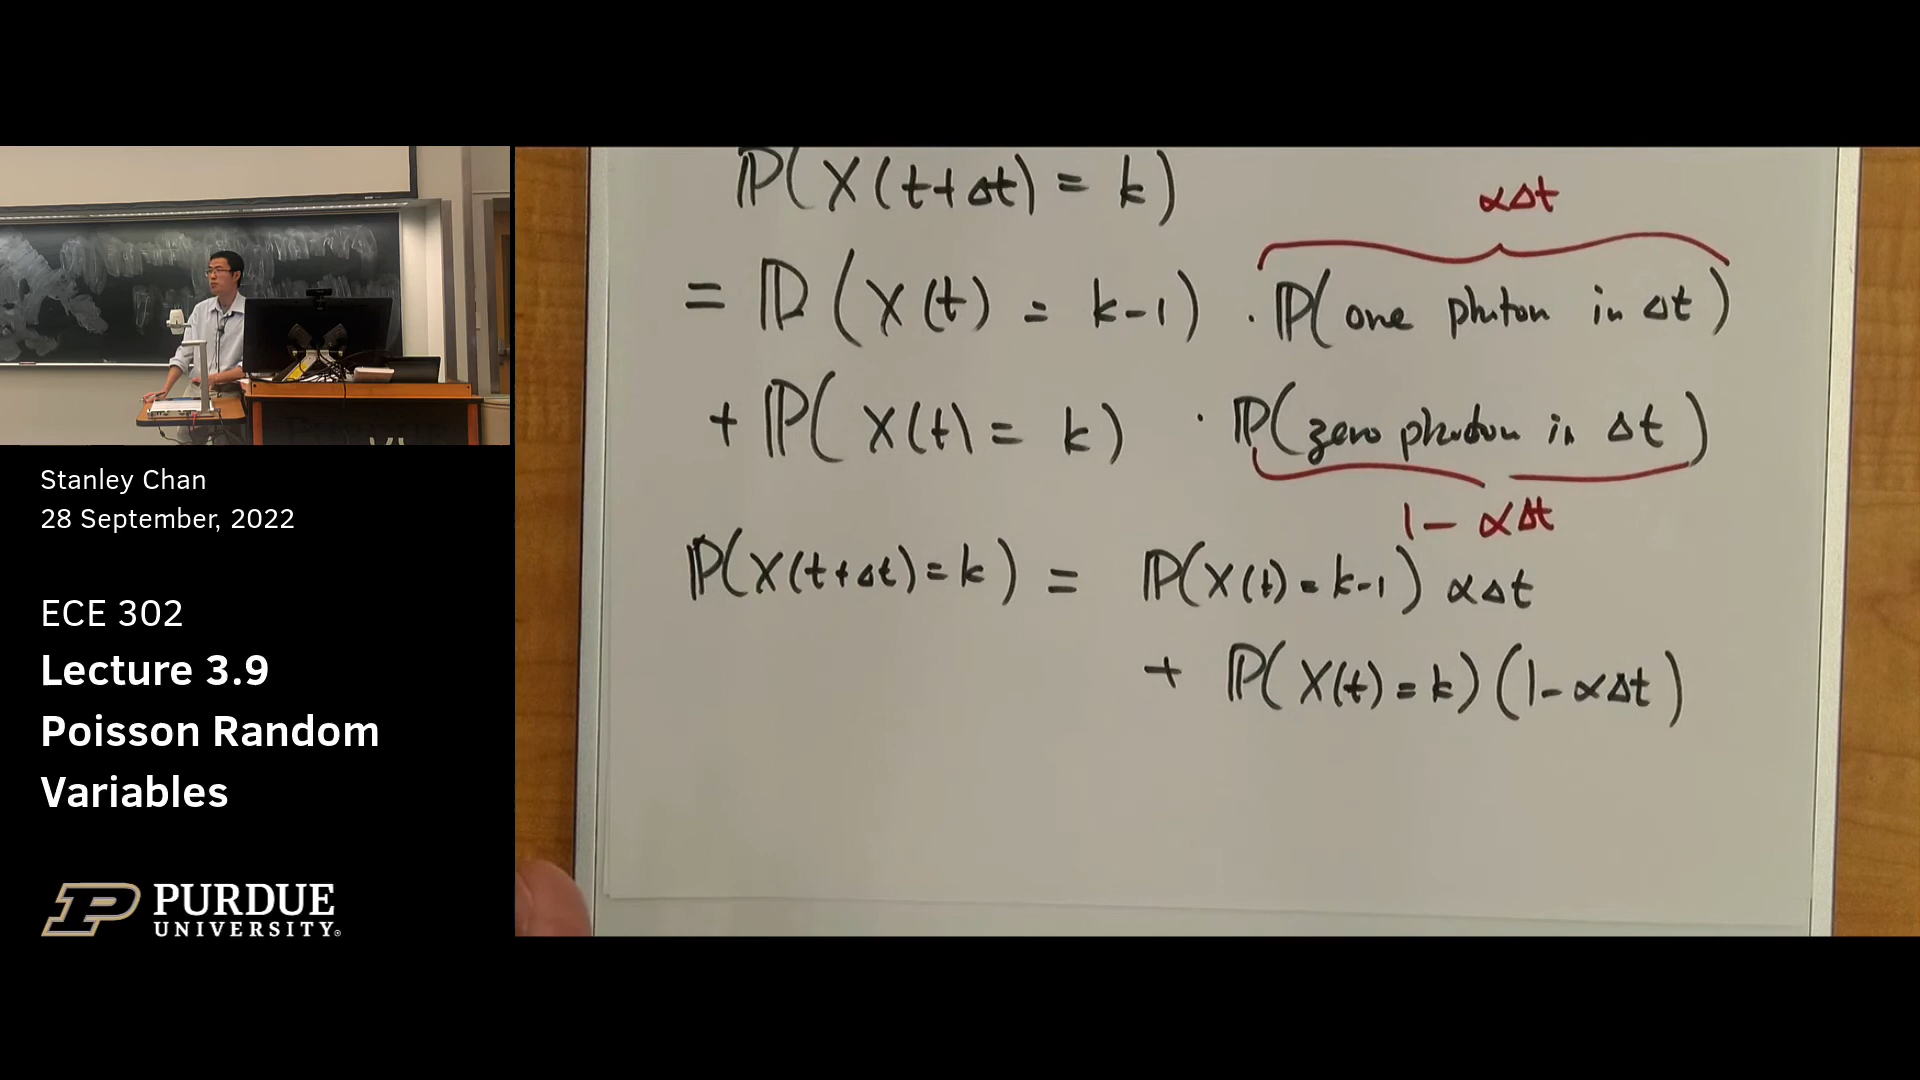 Stanley Chan
28 September, 2022
ECE 302
Lecture 3.9
Poisson Random
Variables
PURDUE
UNIVERSITY®
ℙ(X(t+Δt) = k)
αΔt
= ℙ(X(t) = k-1) · ℙ(one photon in Δt)
+ ℙ(X(t) = k) · ℙ(zero photon in Δt)
1 - αΔt
ℙ(X(t+Δt) = k) = ℙ(X(t) = k-1) αΔt
+ ℙ(X(t) = k)(1-αΔt)